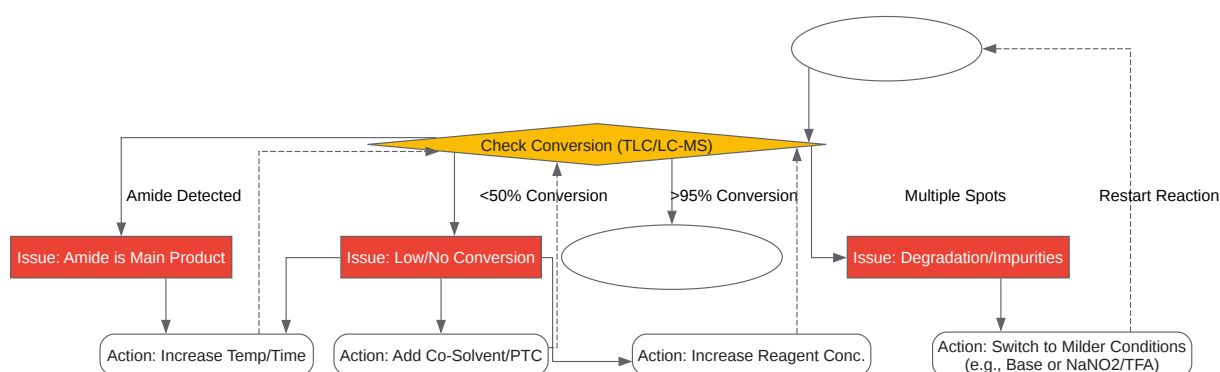 Check Conversion (TLC/LC-MS)
Amide Detected
<50% Conversion
>95% Conversion
Multiple Spots
Restart Reaction
Issue: Amide is Main Product
Issue: Low/No Conversion
Issue: Degradation/Impurities
Action: Increase Temp/Time
Action: Add Co-Solvent/PTC
Action: Increase Reagent Conc.
Action: Switch to Milder Conditions
(e.g., Base or NaNO2/TFA)